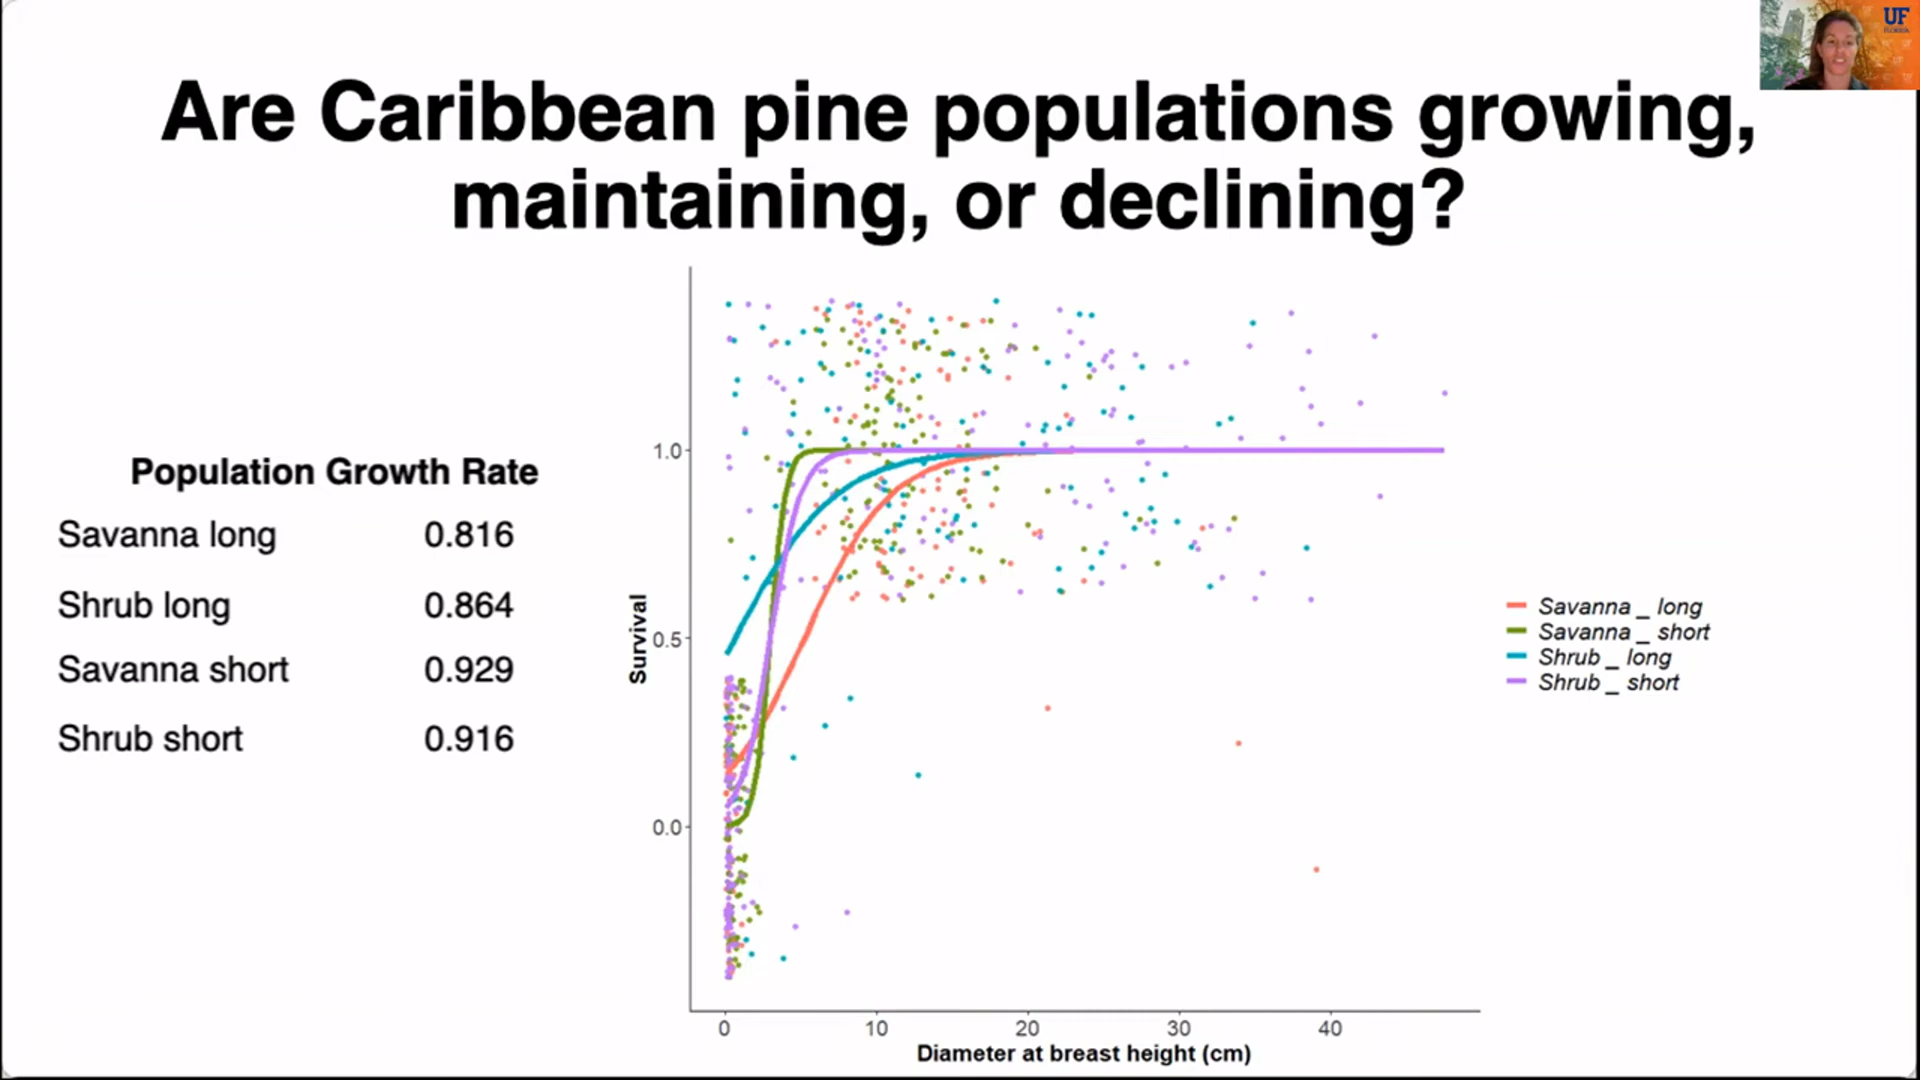 UF
FLORIDA
Are Caribbean pine populations growing,
maintaining, or declining?
Population Growth Rate
Savanna long 0.816
Shrub long 0.864
Savanna short 0.929
Shrub short 0.916
Survival
1.0
0.5
0.0
0 10 20 30 40
Diameter at breast height (cm)
Savanna _ long
Savanna _ short
Shrub _ long
Shrub _ short